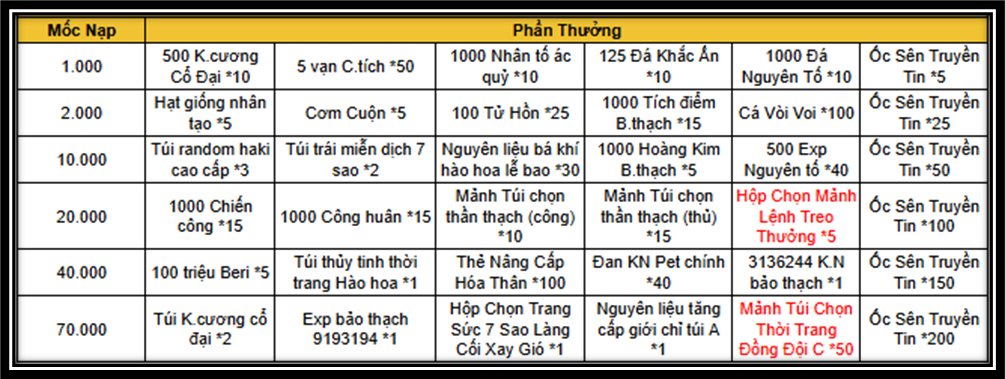 Mốc Nạp Phần Thưởng
1.000
500 K.cương
Cổ Đại *10
5 vạn C.tích *50
1000 Nhân tố ác
quỷ *10
125 Đá Khắc Ấn
*10
1000 Đá
Nguyên Tố *10
Ốc Sên Truyền
Tin *5
2.000
Hạt giống nhân
tạo *5
Cơm Cuộn *5
100 Tử Hồn *25
1000 Tích điểm
B.thạch *15
Cá Vòi Voi *100
Ốc Sên Truyền
Tin *25
10.000
Túi random haki
cao cấp *3
Túi trái miễn dịch 7
sao *2
Nguyên liệu bá khí
hào hoa lễ bao *30
1000 Hoàng Kim
B.thạch *5
500 Exp
Nguyên tố *40
Ốc Sên Truyền
Tin *50
20.000
1000 Chiến
công *15
1000 Công huân *15
Mảnh Túi chọn
thần thạch (công)
*10
Mảnh Túi chọn
thần thạch (thủ)
*15
Hộp Chọn Mảnh
Lệnh Treo
Thưởng *5
Ốc Sên Truyền
Tin *100
40.000
100 triệu Beri *5
Túi thủy tinh thời
trang Hào hoa *1
Thẻ Nâng Cấp
Hóa Thân *100
Đan KN Pet chính
*40
3136244 K.N
bảo thạch *1
Ốc Sên Truyền
Tin *150
70.000
Túi K.cương cổ
đại *2
Exp bảo thạch
9193194 *1
Hộp Chọn Trang
Sức 7 Sao Làng
Cối Xay Gió *1
Nguyên liệu tăng
cấp giới chỉ túi A
*1
Mảnh Túi Chọn
Thời Trang
Đồng Đội C *50
Ốc Sên Truyền
Tin *200